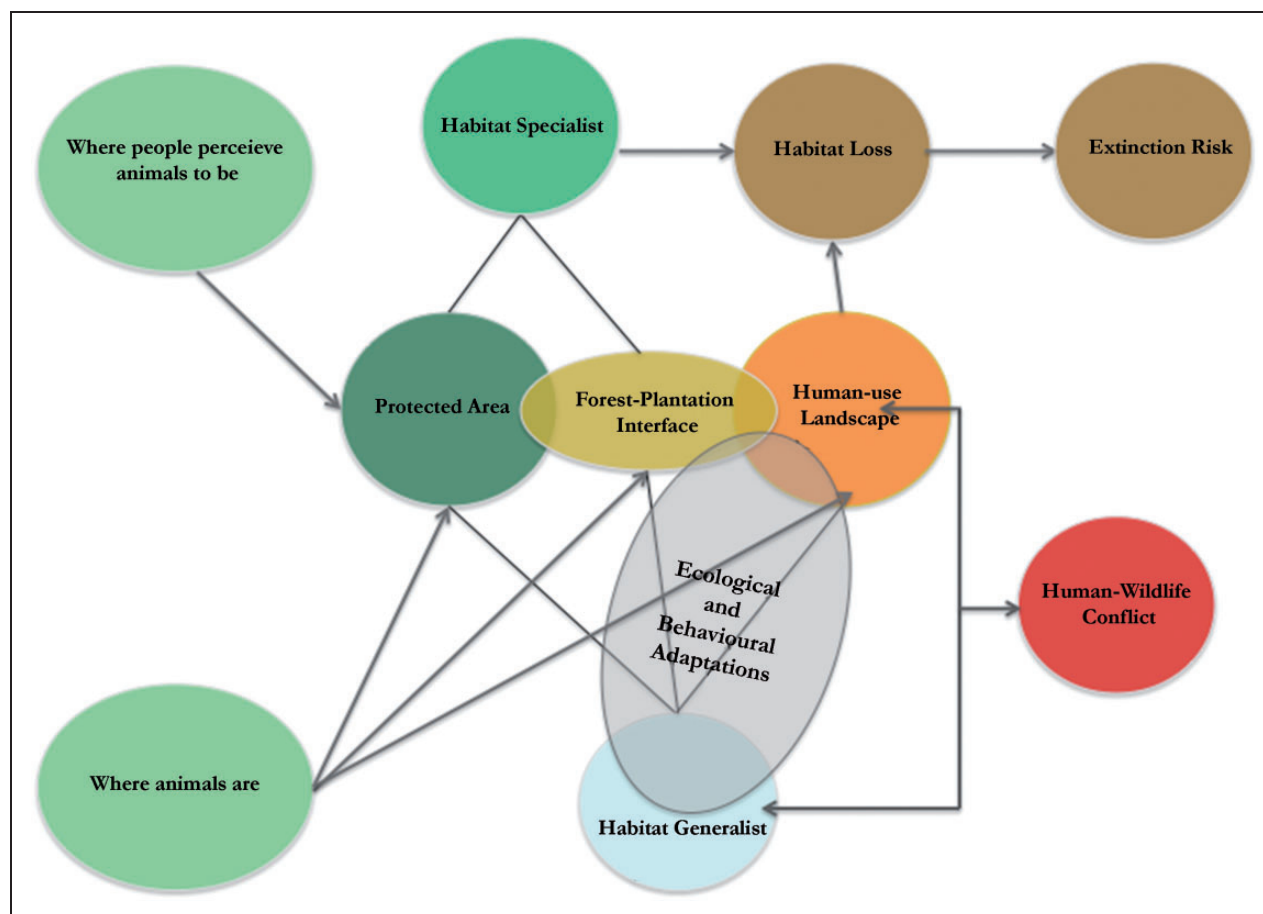 Habitat Specialist
Where people perceieve
animals to be
Habitat Loss
Extinction Risk
Protected Area
Forest-Plantation
Interface
Human-use
Landscape
Ecological
and
Behavioural
Adaptations
Human-Wildlife
Conflict
Where animals are
Habitat Generalist